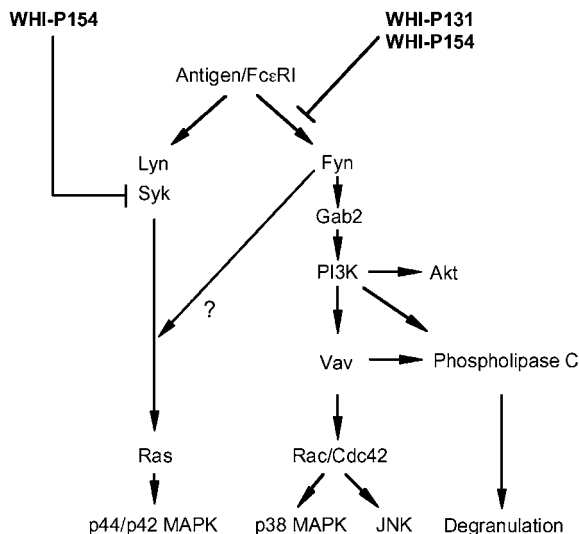 WHI-P154
WHI-P131
WHI-P154
Antigen/FcεRI
Lyn
Fyn
Syk
Gab2
PI3K
Akt
?
Vav
Phospholipase C
Ras
Rac/Cdc42
p44/p42 MAPK
p38 MAPK
JNK
Degranulation